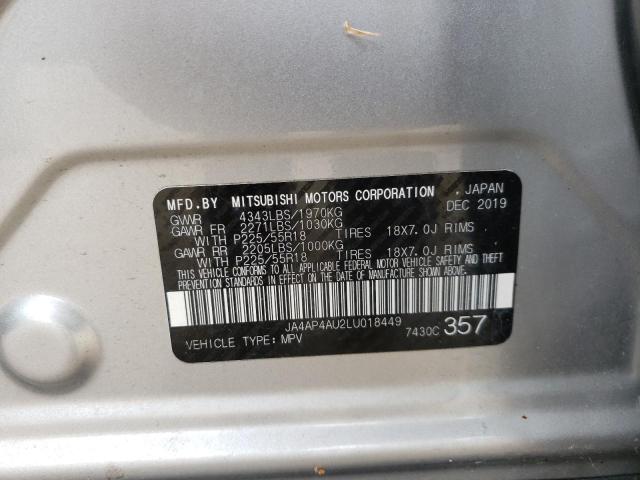 MFD.BY MITSUBISHI MOTORS CORPORATION . JAPAN
GVWR 4343LBS/1970KG DEC 2019
GAWR FR 2271LBS/1030KG
WITH P225/55R18 TIRES 18X7.0J RIMS
GAWR RR 2205LBS/1000KG
WITH P225/55R18 TIRES 18X7.0J RIMS
THIS VEHICLE CONFORMS TO ALL APPLICABLE FEDERAL MOTOR VEHICLE SAFETY AND THEFT
PREVENTION STANDARDS IN EFFECT ON THE DATE OF MANUFACTURE SHOWN ABOVE.
JA4AP4AU2LU018449
7430C 357
VEHICLE TYPE: MPV